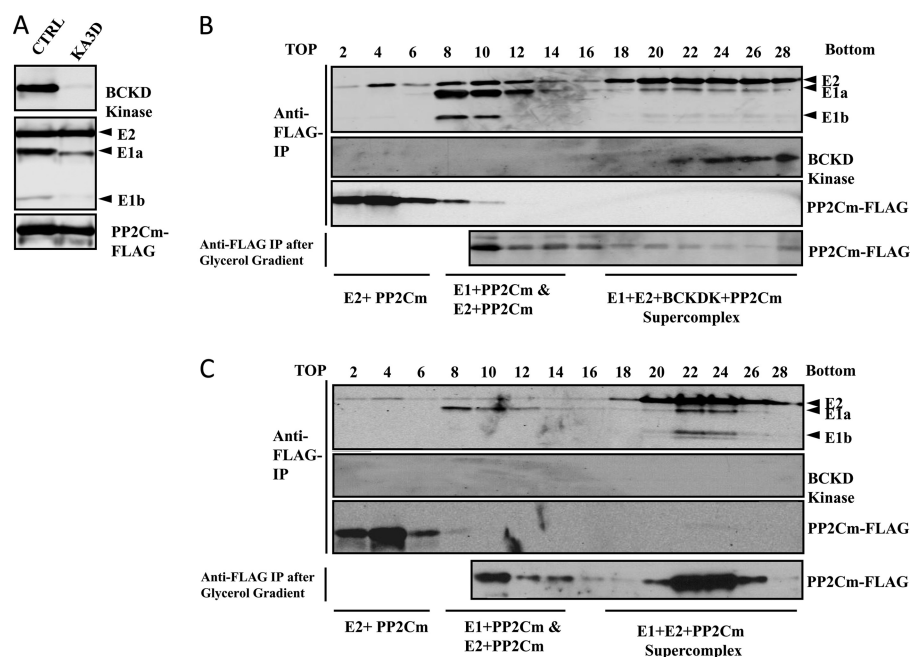 A
CTRL
KA3D
BCKD
Kinase
E2
E1a
E1b
PP2Cm-
FLAG
B
TOP 2 4 6 8 10 12 14 16 18 20 22 24 26 28 Bottom
Anti-
FLAG-
IP
E2
E1a
E1b
BCKD
Kinase
PP2Cm-FLAG
Anti-FLAG IP after
Glycerol Gradient
PP2Cm-FLAG
E2+ PP2Cm
E1+PP2Cm &
E2+PP2Cm
E1+E2+BCKDK+PP2Cm
Supercomplex
C
TOP 2 4 6 8 10 12 14 16 18 20 22 24 26 28 Bottom
Anti-
FLAG-
IP
E2
E1a
E1b
BCKD
Kinase
PP2Cm-FLAG
Anti-FLAG IP after
Glycerol Gradient
PP2Cm-FLAG
E2+ PP2Cm
E1+PP2Cm &
E2+PP2Cm
E1+E2+PP2Cm
Supercomplex